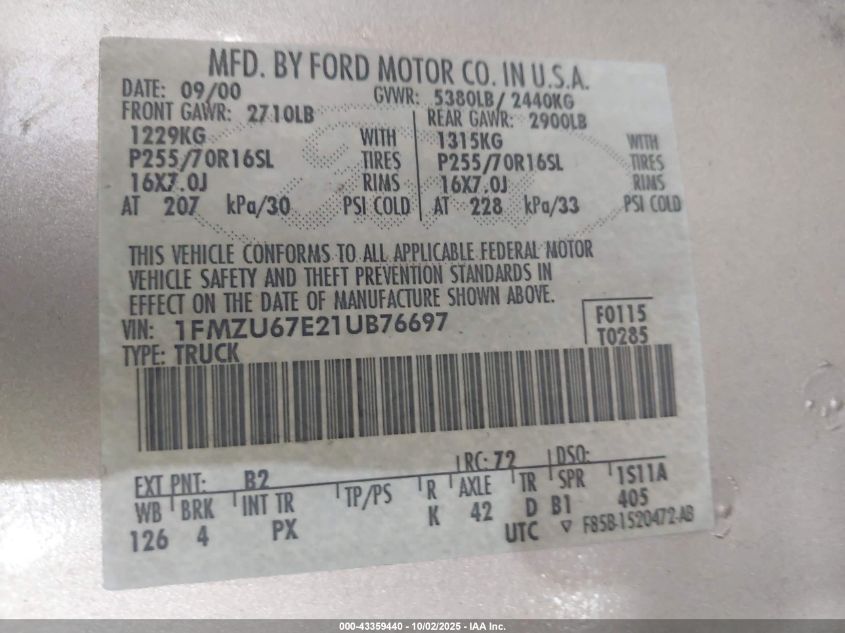 MFD. BY FORD MOTOR CO. IN U.S.A.
DATE: 09/00 GVWR: 5380LB/ 2440KG
FRONT GAWR: 2710LB REAR GAWR: 2900LB
1229KG WITH 1315KG WITH
P255/70R16SL TIRES P255/70R16SL TIRES
16X7.0J RIMS 16X7.0J RIMS
AT 207 kPa/30 PSI COLD AT 228 kPa/33 PSI COLD
THIS VEHICLE CONFORMS TO ALL APPLICABLE FEDERAL MOTOR
VEHICLE SAFETY AND THEFT PREVENTION STANDARDS IN
EFFECT ON THE DATE OF MANUFACTURE SHOWN ABOVE.
VIN: 1FMZU67E21UB76697 F0115
TYPE: TRUCK T0285
EXT PNT: B2 RC: 72 DSO:
WB BRK INT TR TP/PS R AXLE TR SPR 1S11A
126 4 PX K 42 D B1 405
UTC ▽ F85B-1520472-AB
000-43359440 - 10/02/2025 - IAA Inc.